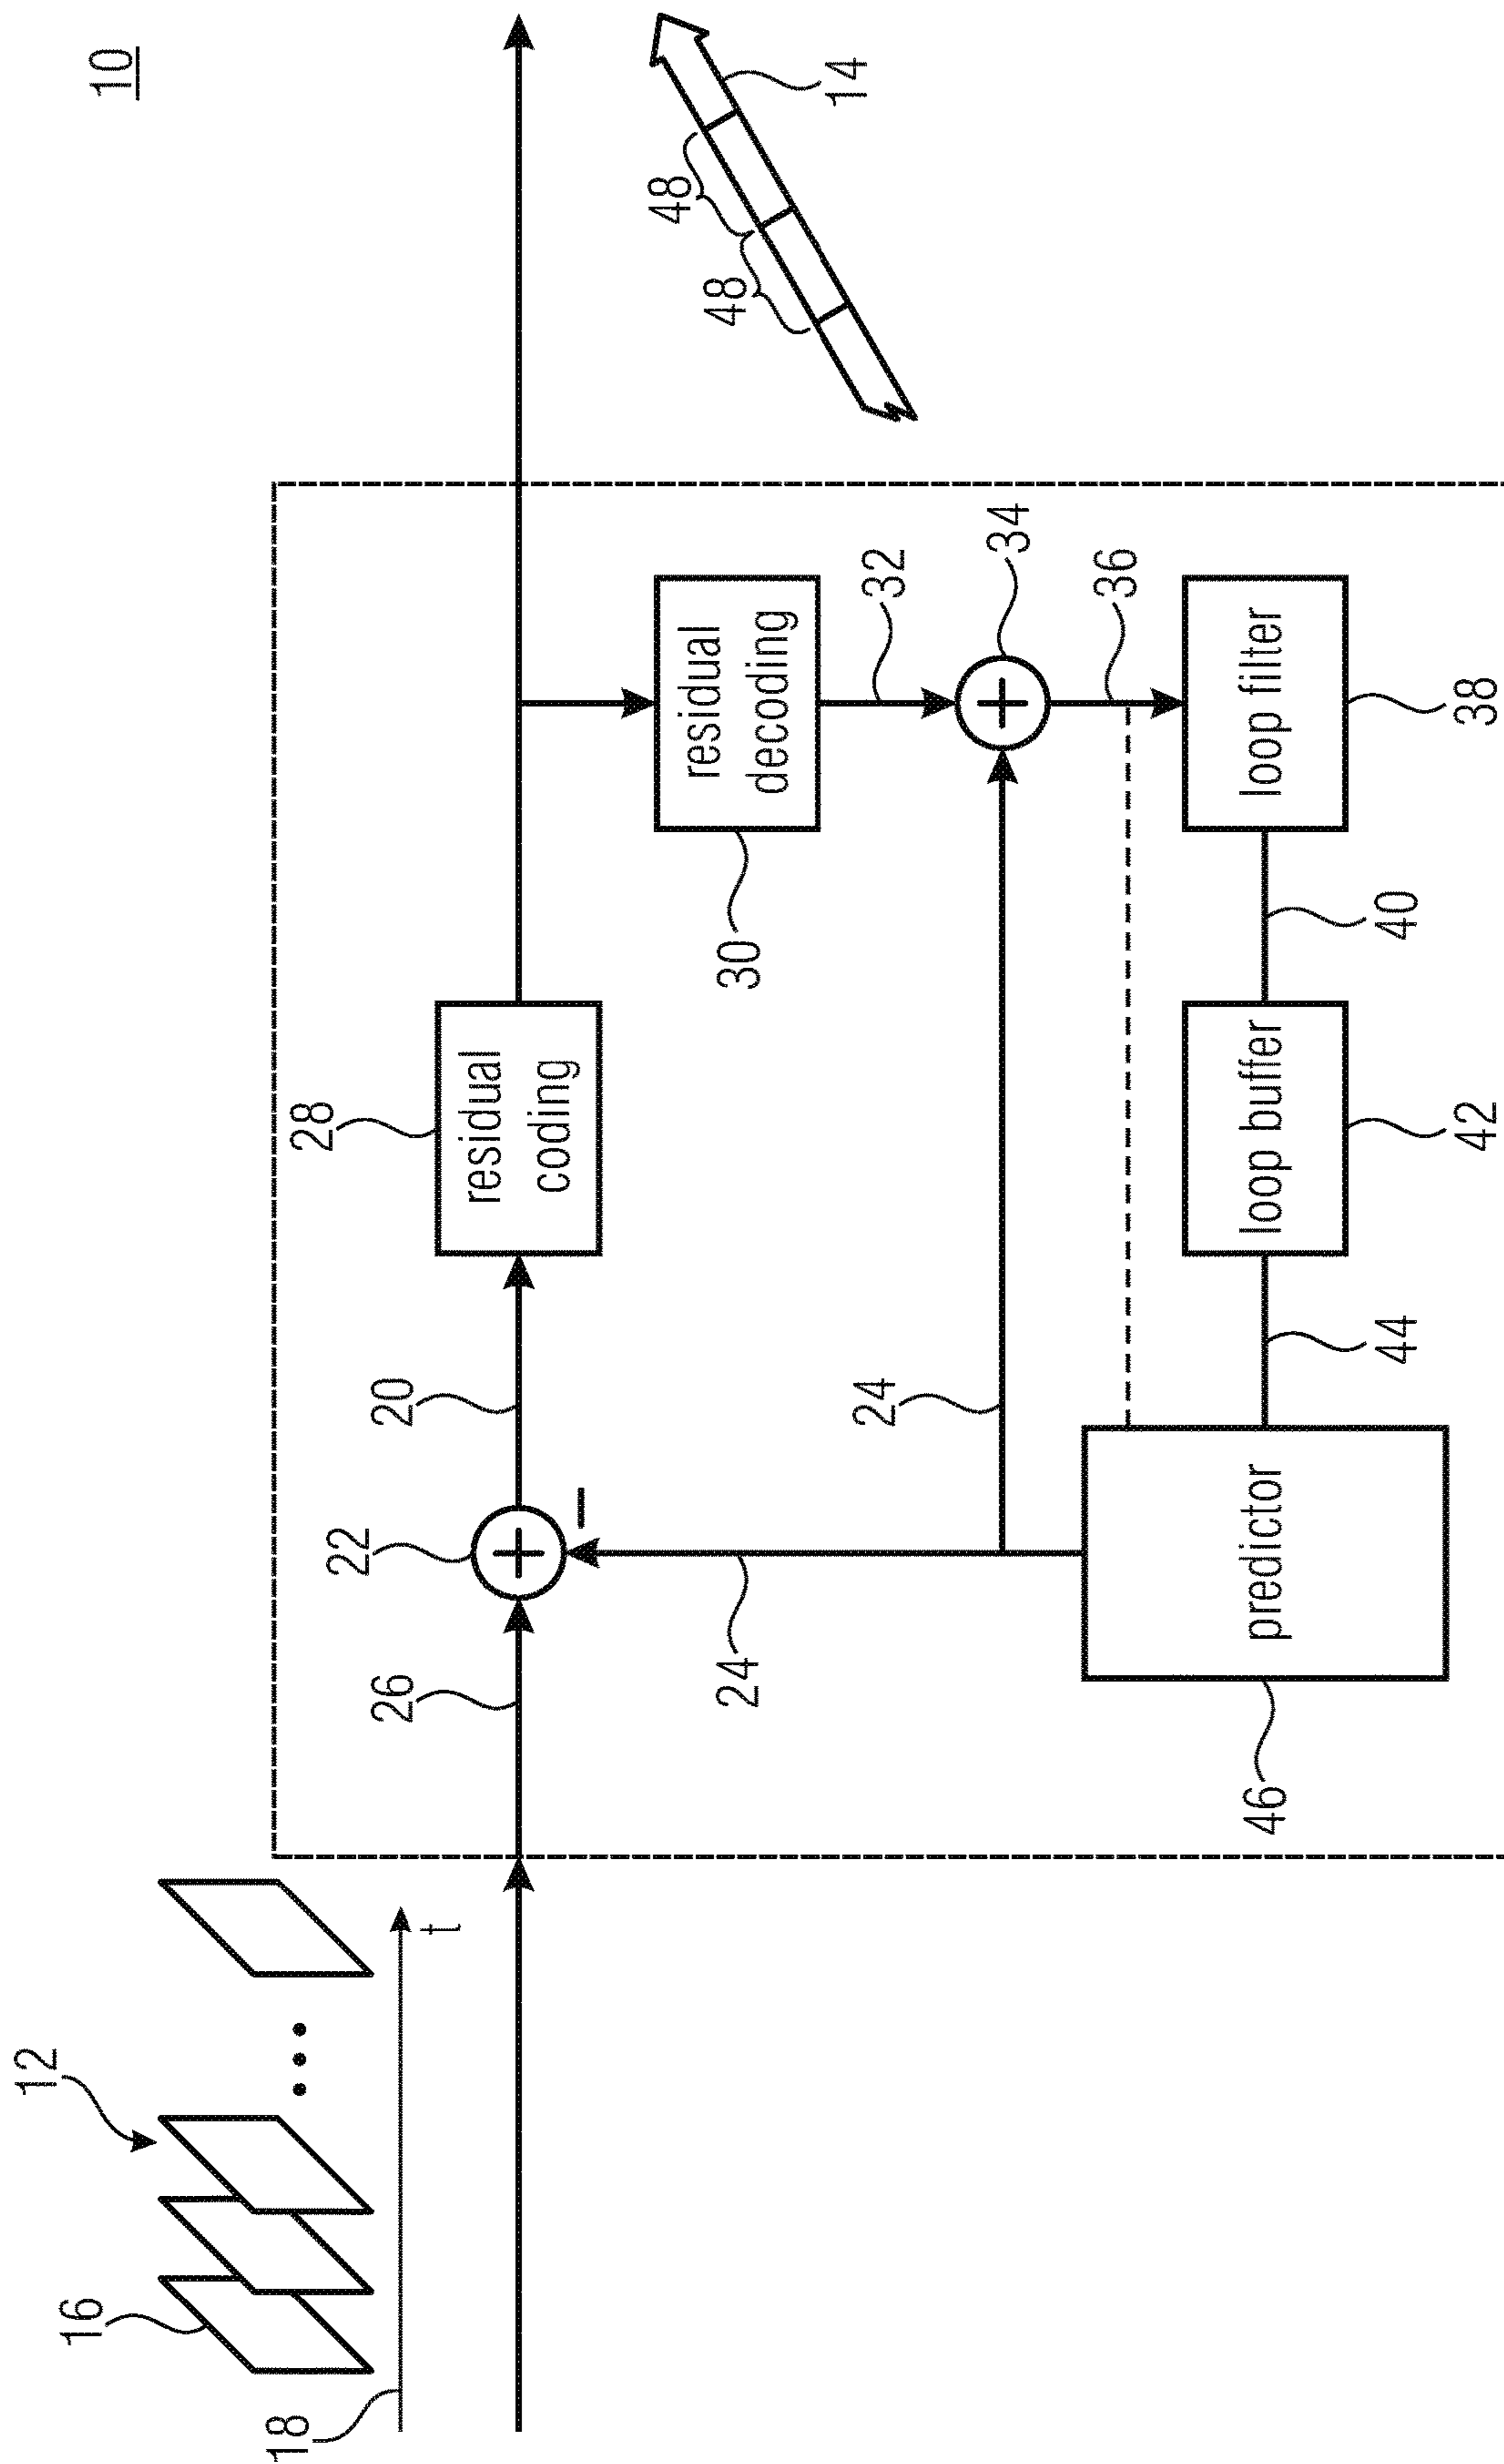 10
12
16
18
t
14
48
48
26
22
20
28
residual
coding
24
24
30
residual
decoding
32
34
36
46
predictor
44
loop buffer
42
40
loop filter
38